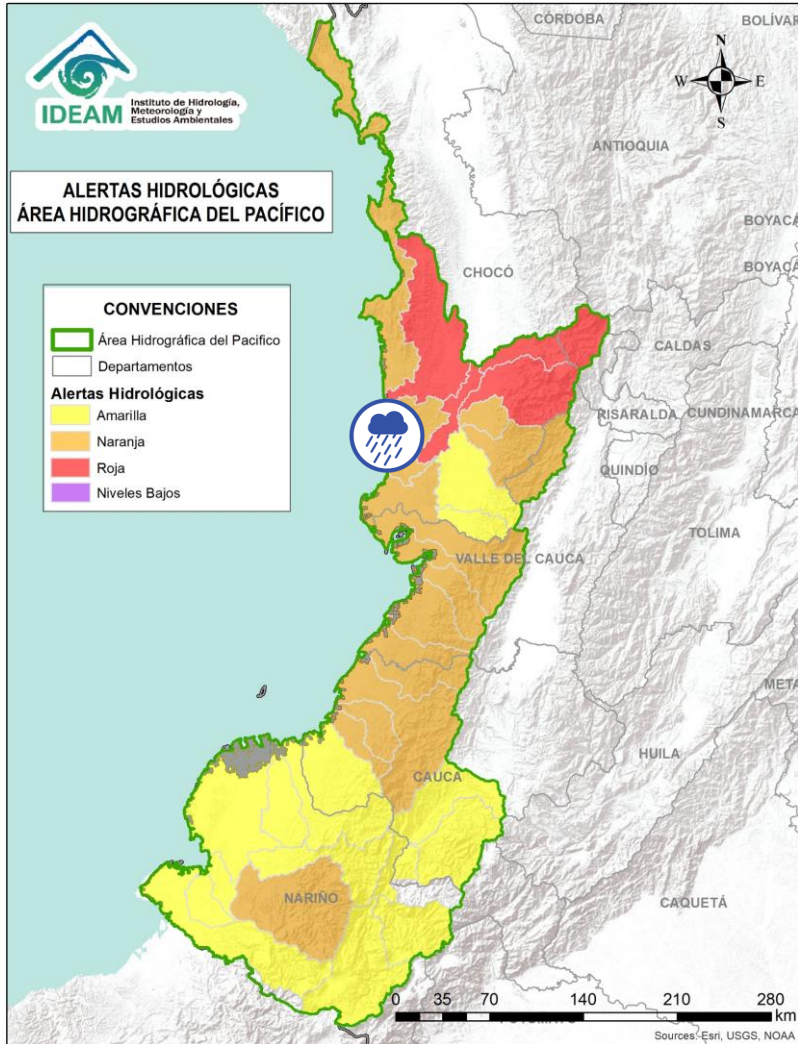 IDEAM
Instituto de Hidrología,
Meteorología y
Estudios Ambientales
ALERTAS HIDROLÓGICAS
ÁREA HIDROGRÁFICA DEL PACÍFICO
CONVENCIONES
Área Hidrográfica del Pacífico
Departamentos
Alertas Hidrológicas
Amarilla
Naranja
Roja
Niveles Bajos
N
W E
S
CÓRDOBA
BOLÍVAR
ANTIOQUIA
BOYACÁ
CHOCÓ
BOYACÁ
CALDAS
RISARALDA
CUNDINAMARCA
QUINDÍO
TOLIMA
VALLE DEL CAUCA
META
HUILA
CAUCA
NARIÑO
CAQUETÁ
0 35 70 140 210 280
km
Sources: Esri, USGS, NOAA